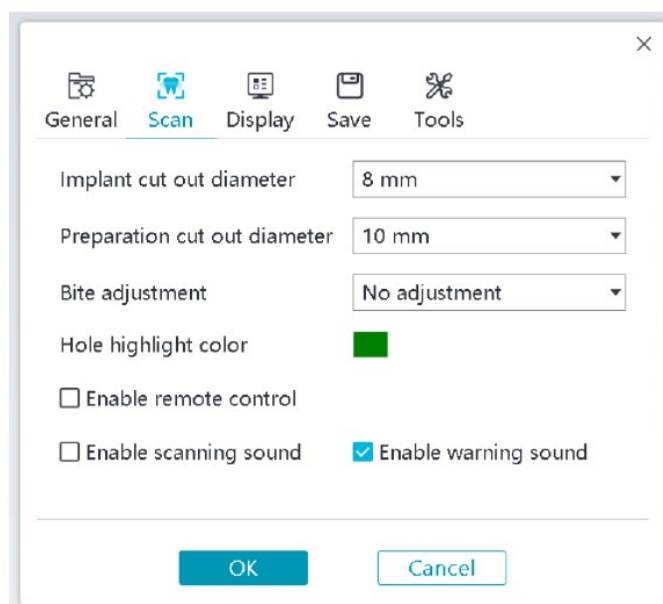 General Scan Display Save Tools
Implant cut out diameter 8 mm
Preparation cut out diameter 10 mm
Bite adjustment No adjustment
Hole highlight color
Enable remote control
Enable scanning sound Enable warning sound
OK Cancel